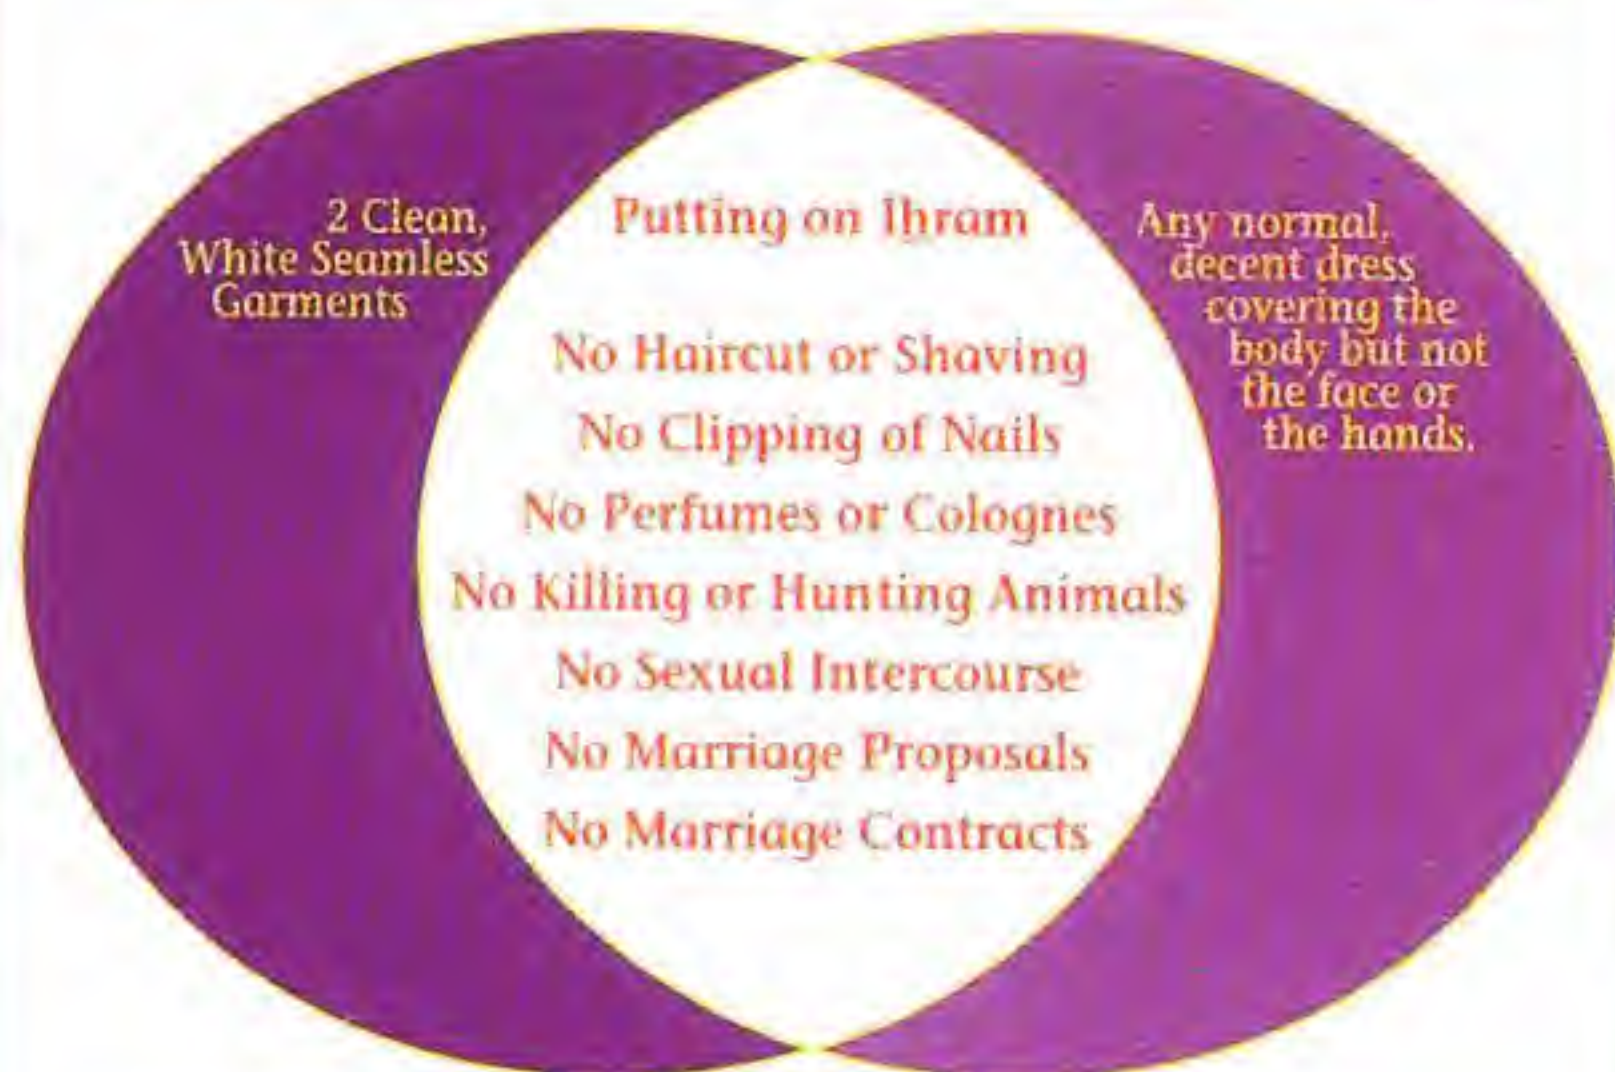 2 Clean,
White Seamless
Garments
Putting on Ihram
No Haircut or Shaving
No Clipping of Nails
No Perfumes or Colognes
No Killing or Hunting Animals
No Sexual Intercourse
No Marriage Proposals
No Marriage Contracts
Any normal,
decent dress
covering the
body but not
the face or
the hands.